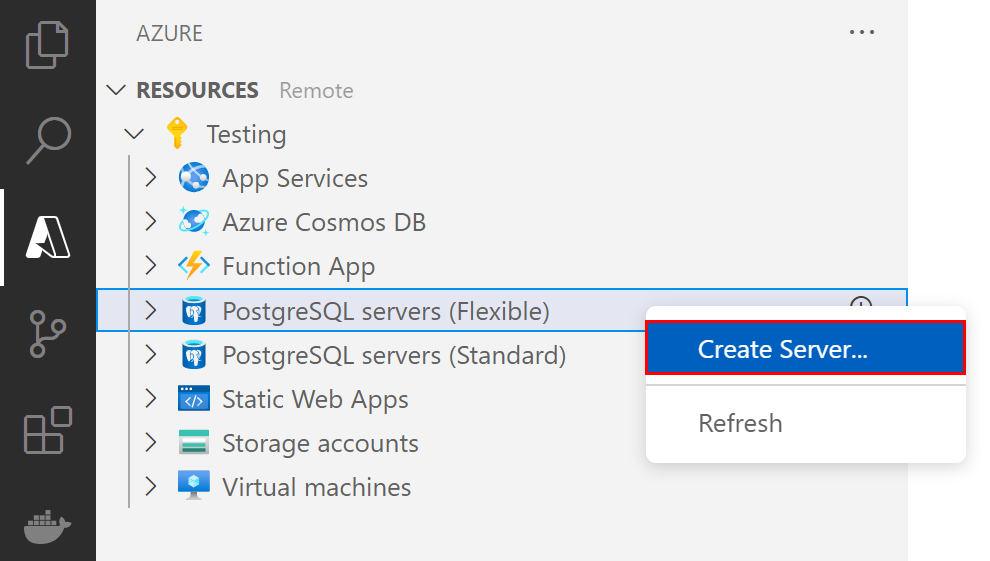 AZURE
RESOURCES Remote
Testing
App Services
Azure Cosmos DB
Function App
PostgreSQL servers (Flexible)
PostgreSQL servers (Standard)
Static Web Apps
Storage accounts
Virtual machines
Create Server...
Refresh